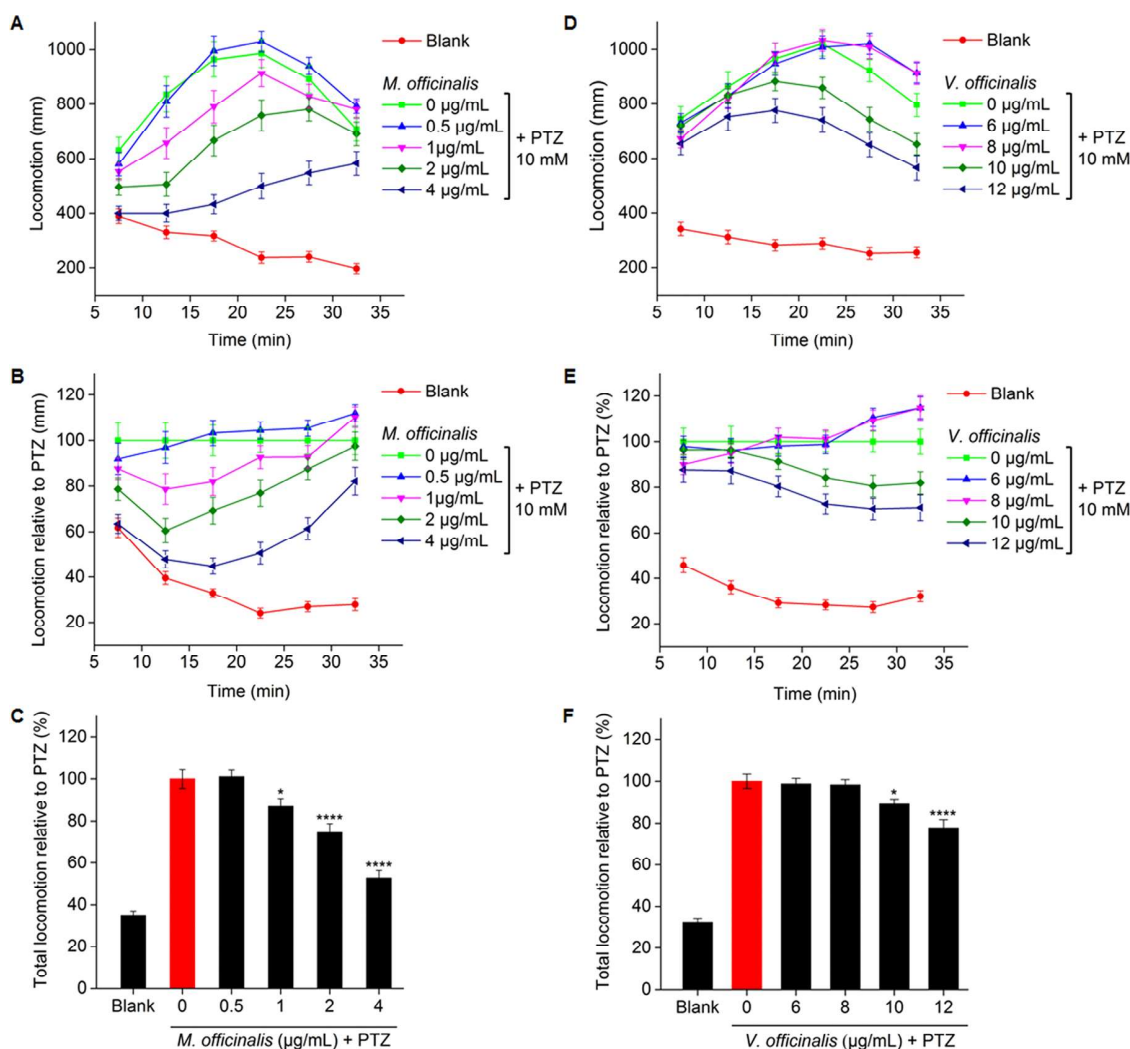 A
Locomotion (mm)
1000
800
600
400
200
5 10 15 20 25 30 35
Time (min)
Blank
M. officinalis
0 µg/mL
0.5 µg/mL
1µg/mL
2 µg/mL
4 µg/mL
+ PTZ
10 mM
D
Locomotion (mm)
1000
800
600
400
200
5 10 15 20 25 30 35
Time (min)
Blank
V. officinalis
0 µg/mL
6 µg/mL
8 µg/mL
10 µg/mL
12 µg/mL
+ PTZ
10 mM
B
Locomotion relative to PTZ (mm)
120
100
80
60
40
20
5 10 15 20 25 30 35
Time (min)
Blank
M. officinalis
0 µg/mL
0.5 µg/mL
1µg/mL
2 µg/mL
4 µg/mL
+ PTZ
10 mM
E
Locomotion relative to PTZ (%)
120
100
80
60
40
20
5 10 15 20 25 30 35
Time (min)
Blank
V. officinalis
0 µg/mL
6 µg/mL
8 µg/mL
10 µg/mL
12 µg/mL
+ PTZ
10 mM
C
Total locomotion relative to PTZ (%)
120
100
80
60
40
20
0
*
****
****
Blank 0 0.5 1 2 4
M. officinalis (µg/mL) + PTZ
F
Total locomotion relative to PTZ (%)
120
100
80
60
40
20
0
*
****
Blank 0 6 8 10 12
V. officinalis (µg/mL) + PTZ